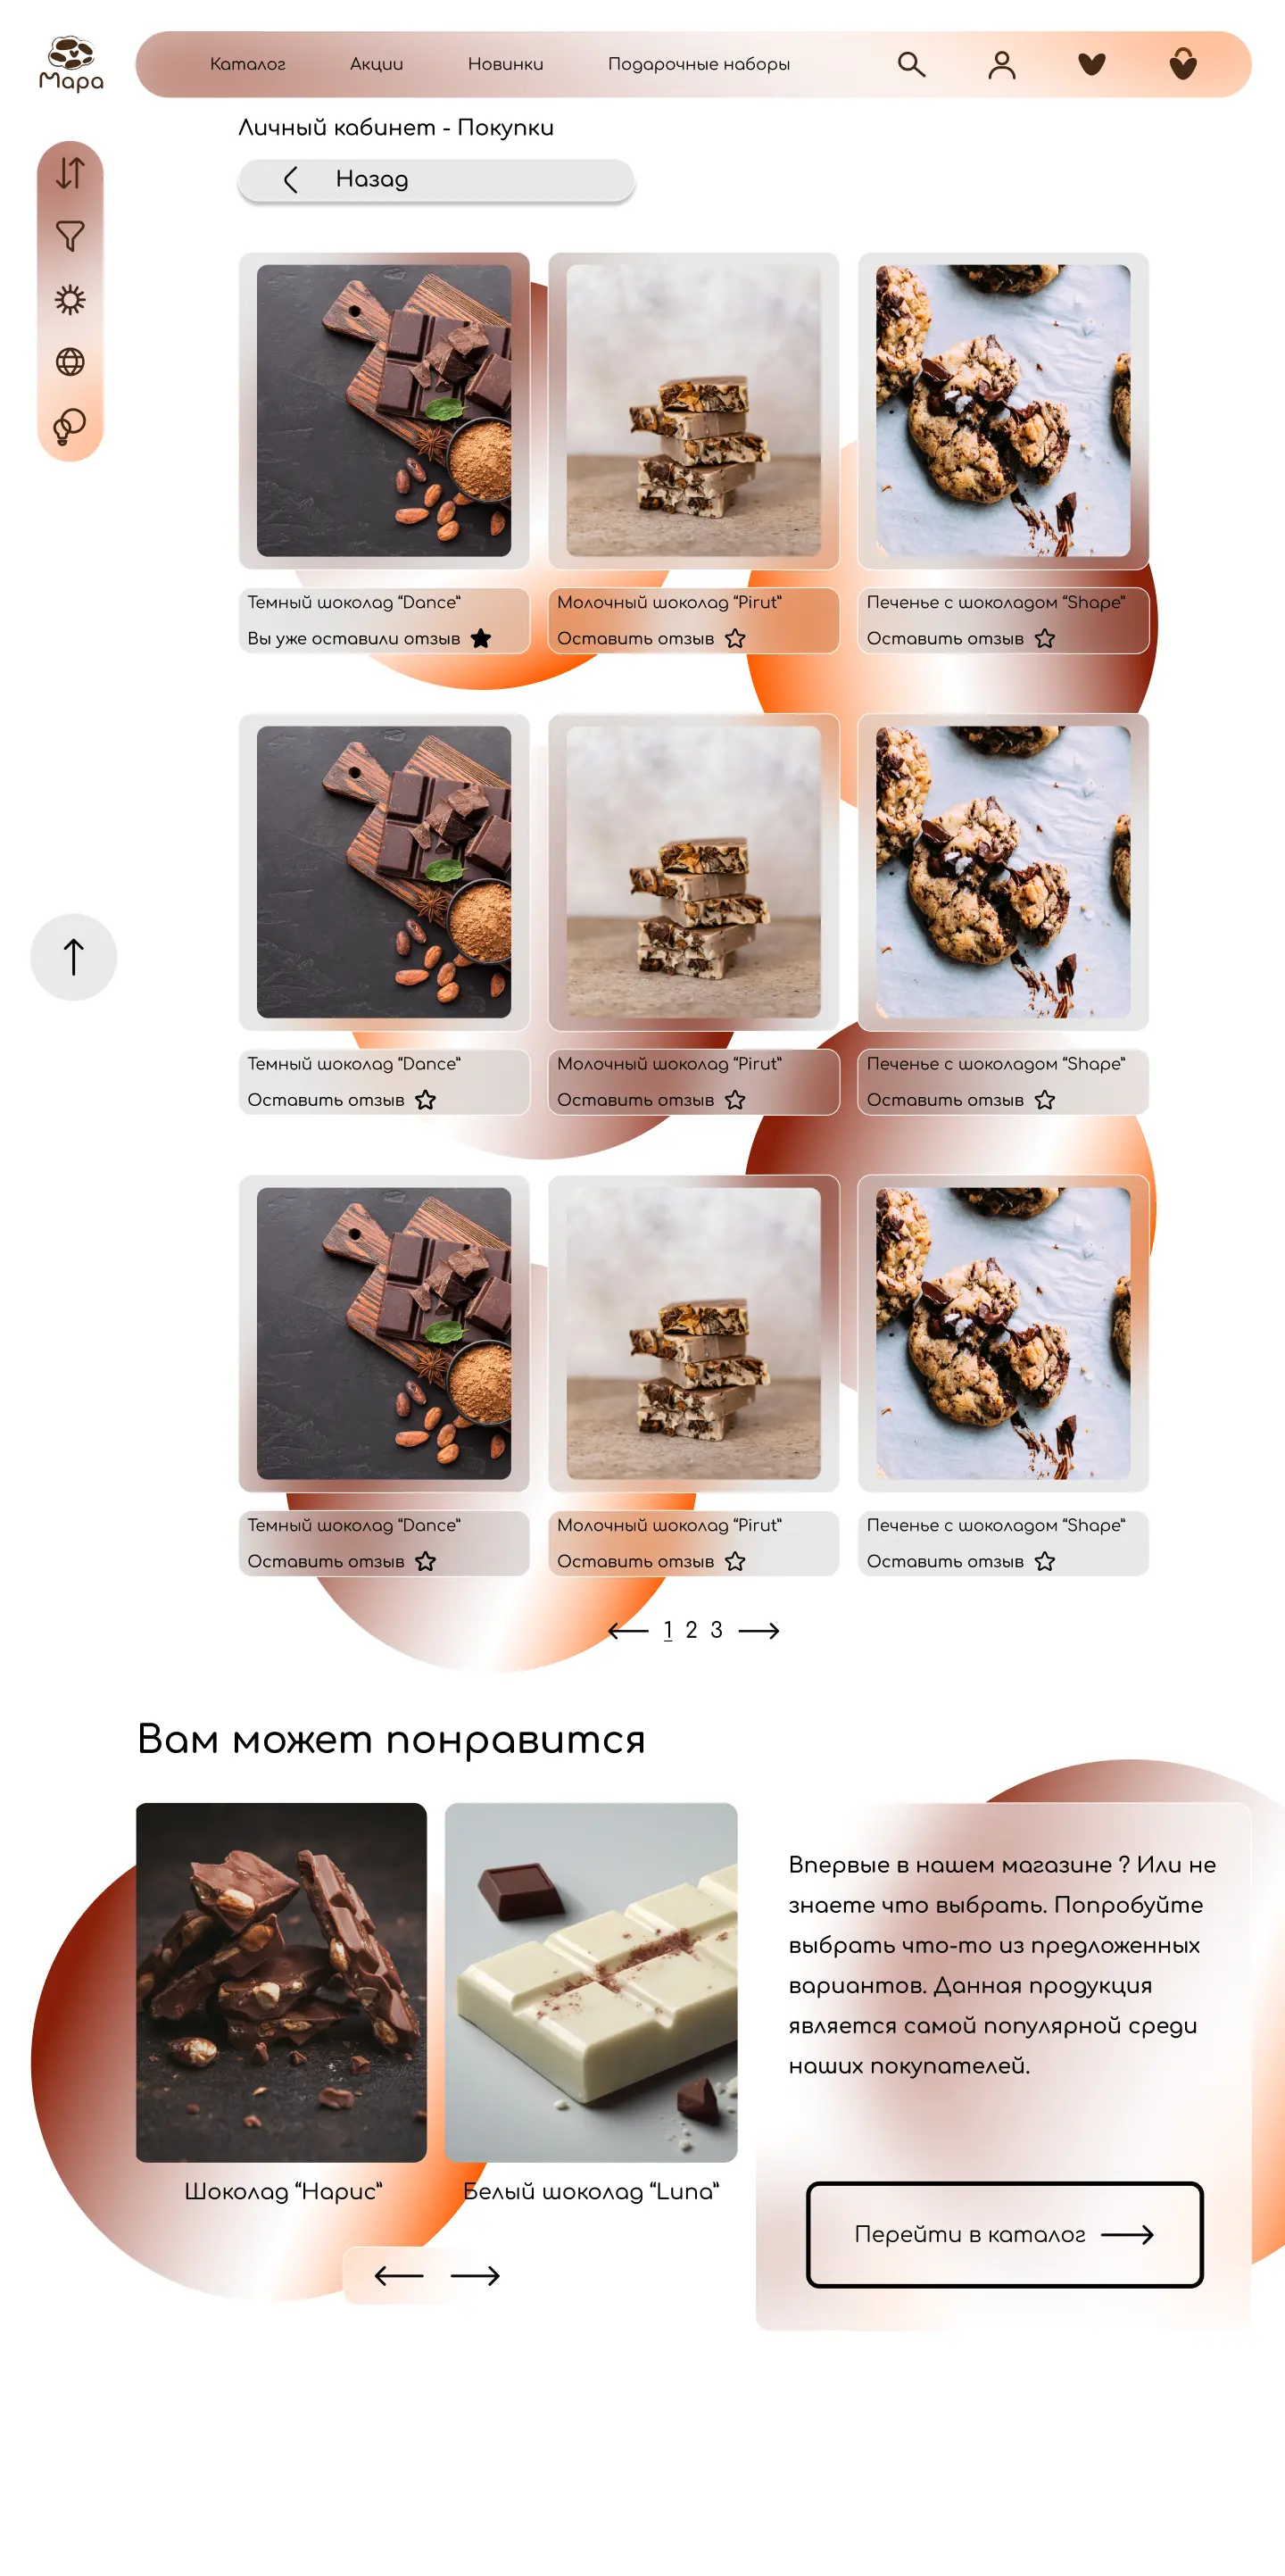 Мара
Каталог
Акции
Новинки
Подарочные наборы
Личный кабинет - Покупки
Назад
Темный шоколад “Dance”
Вы уже оставили отзыв
Молочный шоколад “Pirut”
Оставить отзыв
Печенье с шоколадом “Shape”
Оставить отзыв
Темный шоколад “Dance”
Оставить отзыв
Молочный шоколад “Pirut”
Оставить отзыв
Печенье с шоколадом “Shape”
Оставить отзыв
Темный шоколад “Dance”
Оставить отзыв
Молочный шоколад “Pirut”
Оставить отзыв
Печенье с шоколадом “Shape”
Оставить отзыв
1 2 3
Вам может понравится
Шоколад “Нарис”
Белый шоколад “Luna”
Впервые в нашем магазине ? Или не
знаете что выбрать. Попробуйте
выбрать что-то из предложенных
вариантов. Данная продукция
является самой популярной среди
наших покупателей.
Перейти в каталог